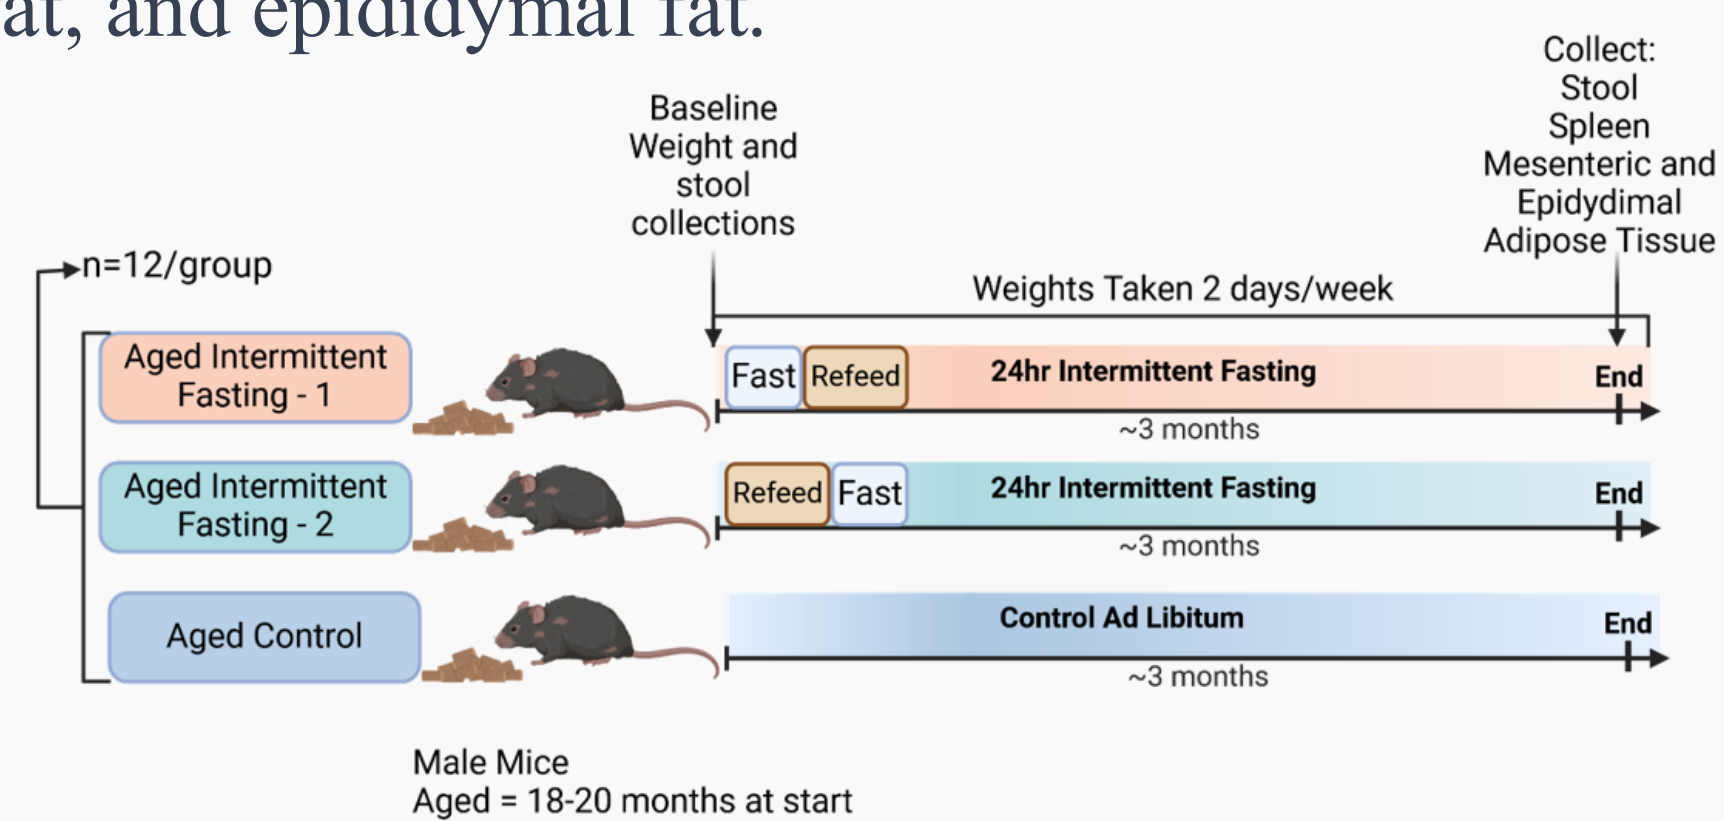 at, and epididymal fat.
Collect:
Stool
Spleen
Mesenteric and
Epidydimal
Adipose Tissue
Baseline
Weight and
stool
collections
n=12/group
Weights Taken 2 days/week
Aged Intermittent
Fasting - 1
Fast Refeed 24hr Intermittent Fasting End
~3 months
Aged Intermittent
Fasting - 2
Refeed Fast 24hr Intermittent Fasting End
~3 months
Aged Control
Control Ad Libitum End
~3 months
Male Mice
Aged = 18-20 months at start